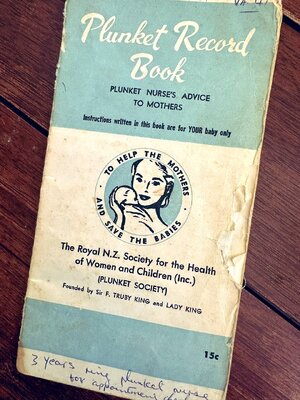 Plunket Record
Book
PLUNKET NURSE'S ADVICE
TO MOTHERS
Instructions written in this book are for YOUR baby only
TO HELP THE MOTHERS
AND SAVE THE BABIES
The Royal N.Z. Society for the Health
of Women and Children (Inc.)
(PLUNKET SOCIETY)
Founded by Sir F. TRUBY KING and LADY KING
15c
3 years ring plunket nurse
for appointment